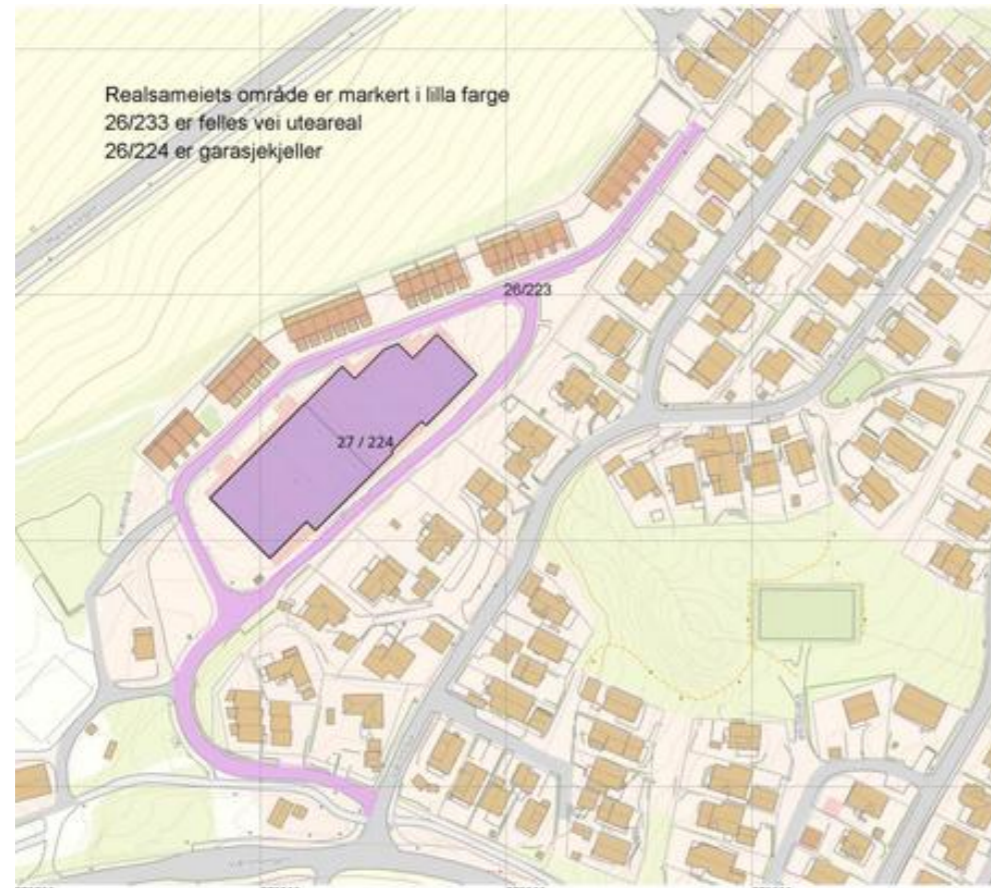 Realsameiets område er markert i lilla farge
26/233 er felles vei uteareal
26/224 er garasjekjeller
26/223
27 / 224